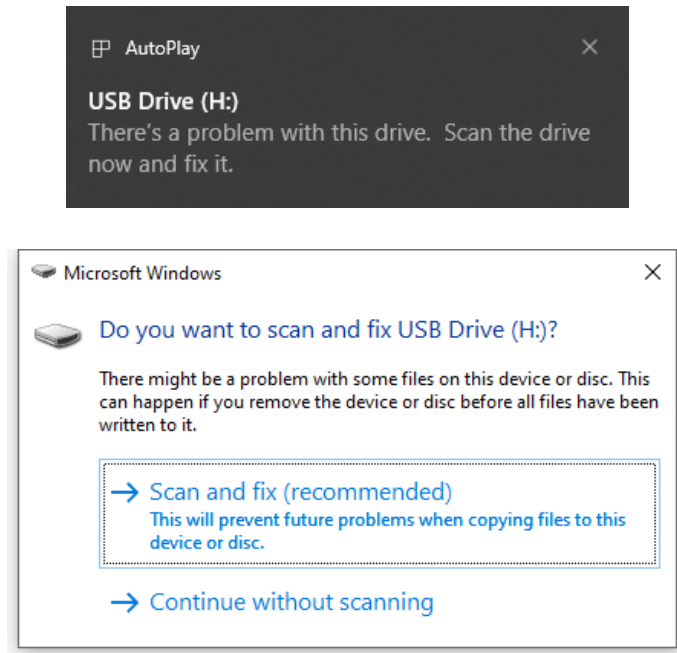 AutoPlay
USB Drive (H:)
There's a problem with this drive.  Scan the drive
now and fix it.
Microsoft Windows
Do you want to scan and fix USB Drive (H:)?
There might be a problem with some files on this device or disc. This
can happen if you remove the device or disc before all files have been
written to it.
Scan and fix (recommended)
This will prevent future problems when copying files to this
device or disc.
Continue without scanning